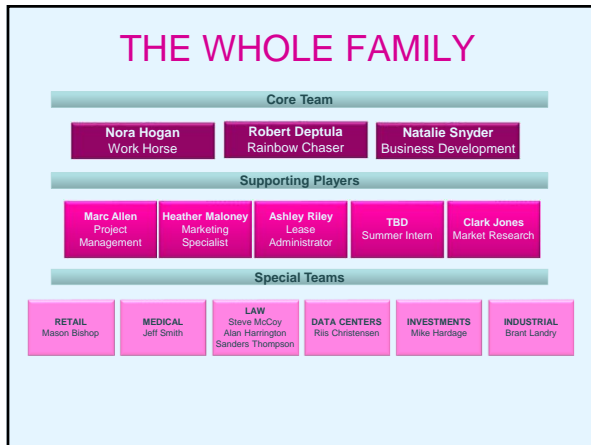 THE WHOLE FAMILY
Core Team
Nora Hogan
Work Horse
Robert Deptula
Rainbow Chaser
Natalie Snyder
Business Development
Supporting Players
Marc Allen
Project
Management
Heather Maloney
Marketing
Specialist
Ashley Riley
Lease
Administrator
TBD
Summer Intern
Clark Jones
Market Research
Special Teams
RETAIL
Mason Bishop
MEDICAL
Jeff Smith
LAW
Steve McCoy
Alan Harrington
Sanders Thompson
DATA CENTERS
Riis Christensen
INVESTMENTS
Mike Hardage
INDUSTRIAL
Brant Landry